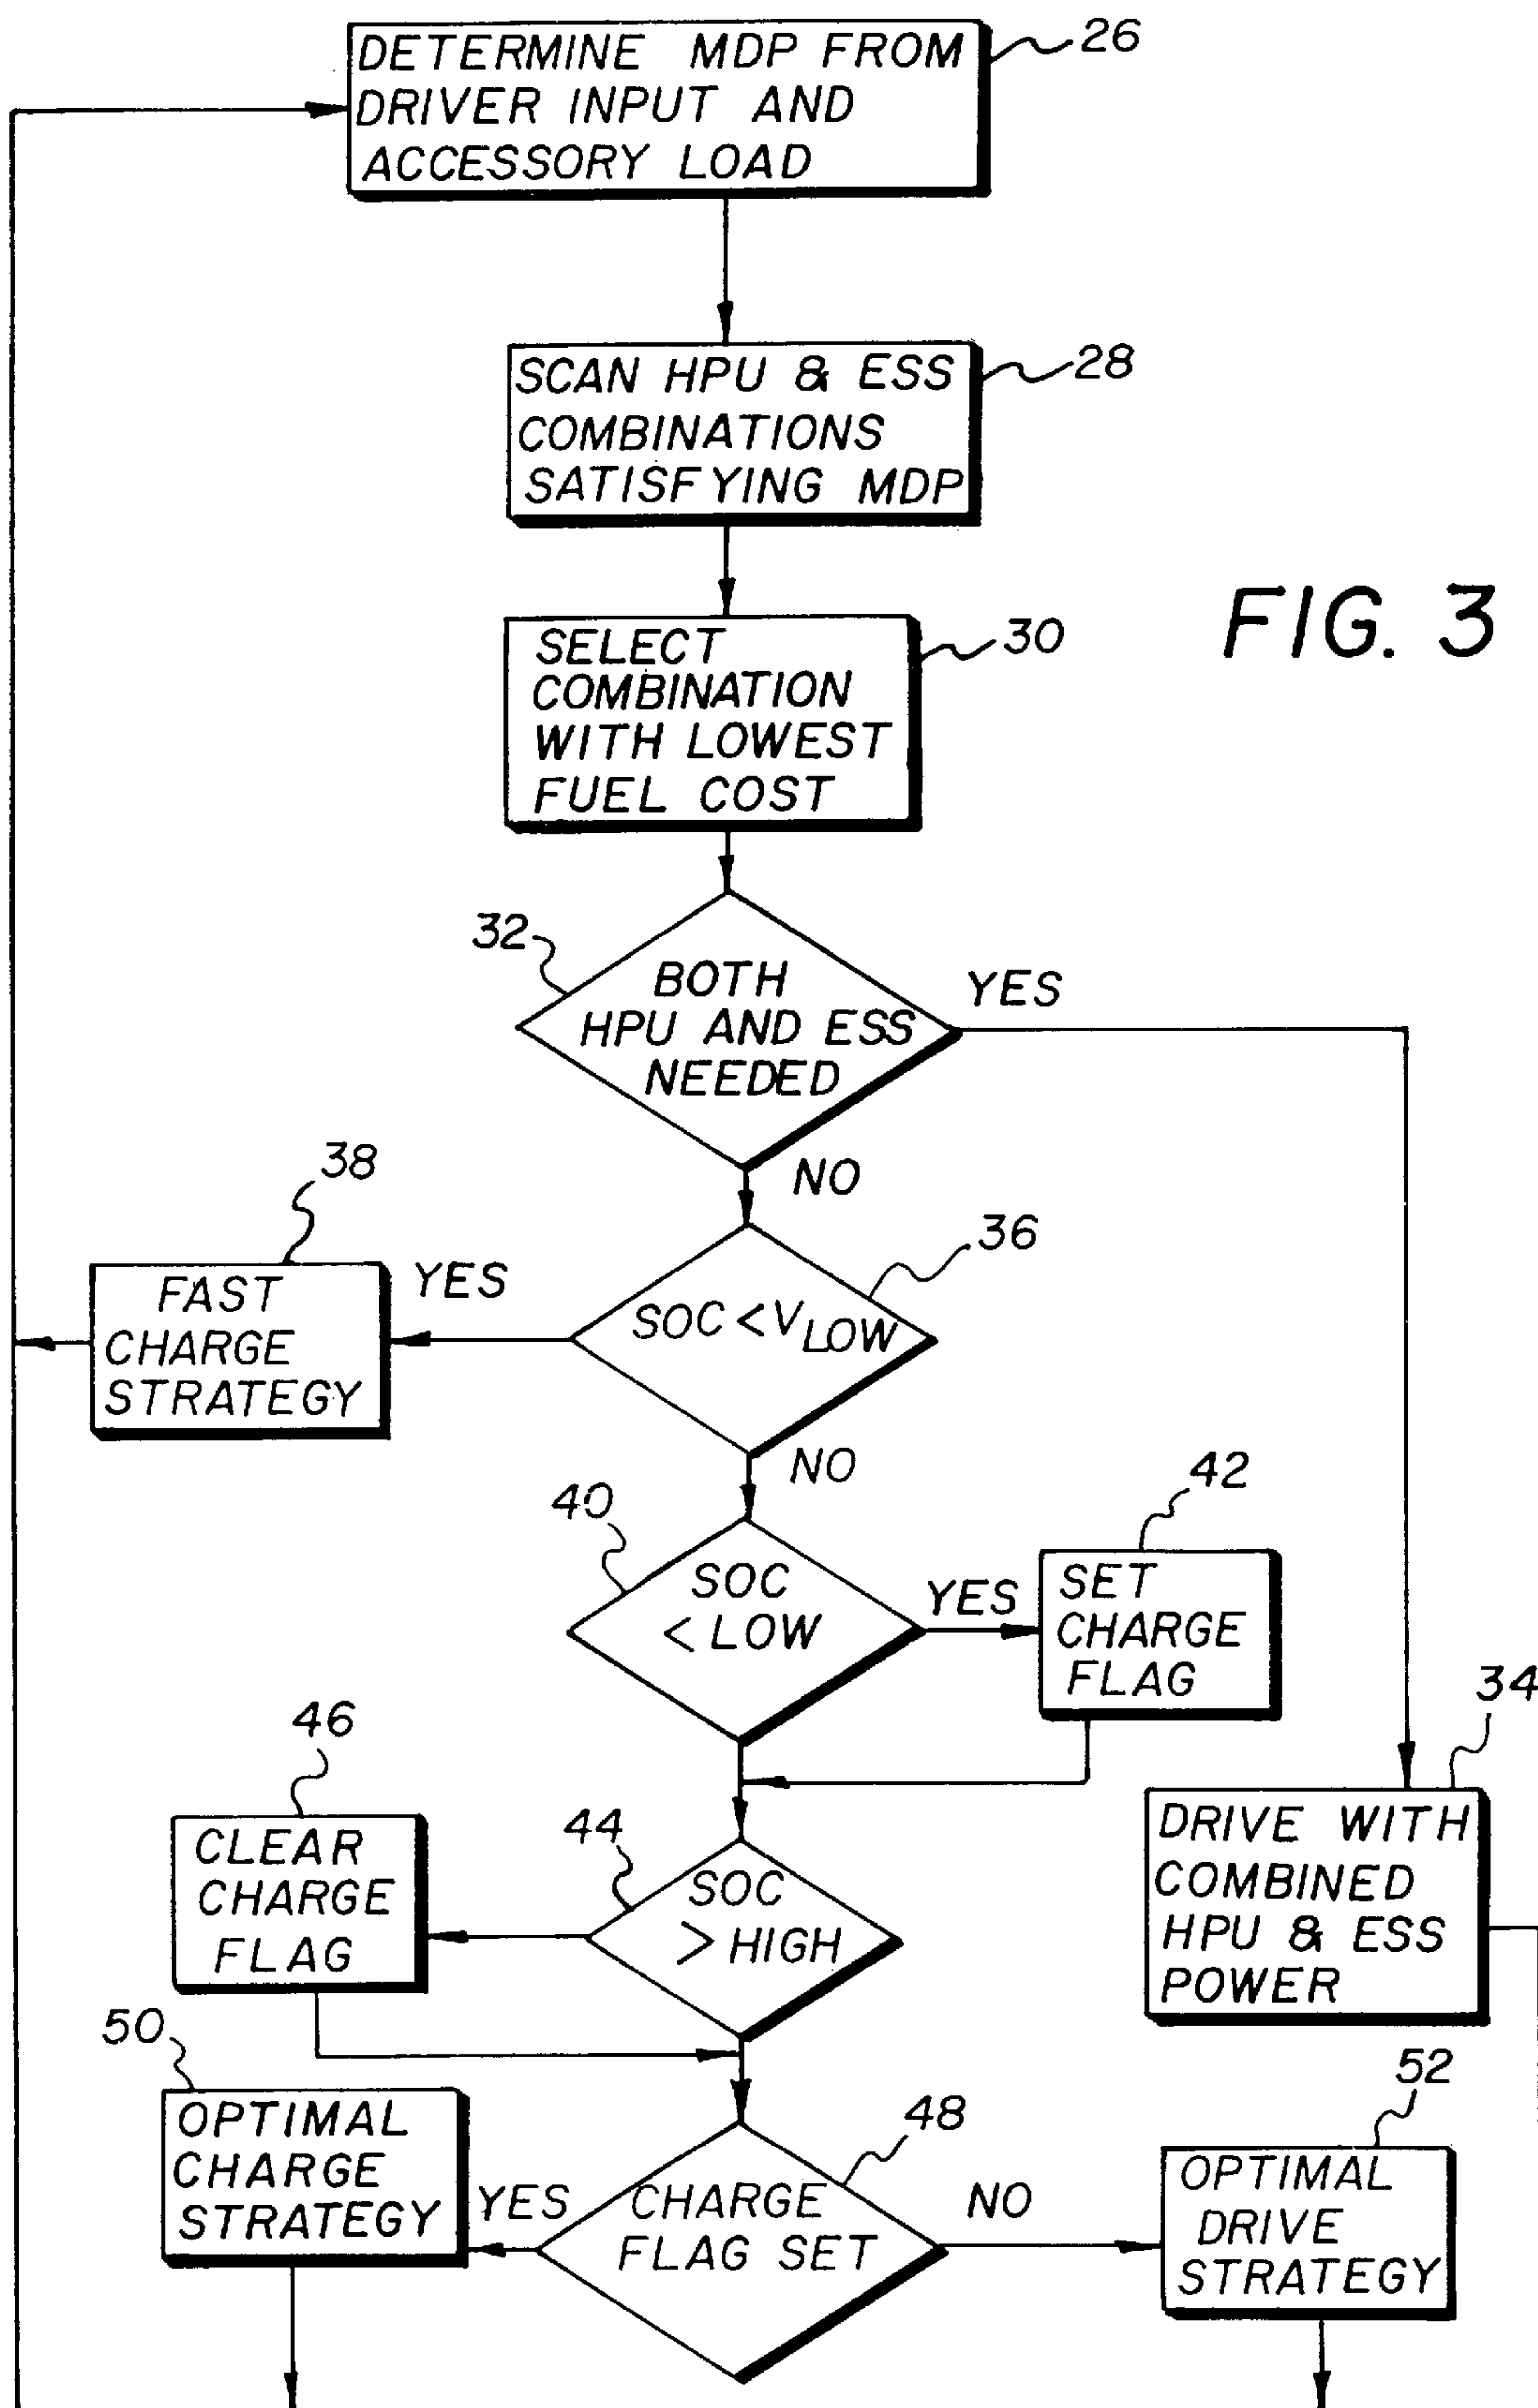 DETERMINE MDP FROM
DRIVER INPUT AND
ACCESSORY LOAD
26
SCAN HPU & ESS
COMBINATIONS
SATISFYING MDP
28
FIG. 3
SELECT
COMBINATION
WITH LOWEST
FUEL COST
30
32
BOTH
HPU AND ESS
NEEDED
YES
NO
38
FAST
CHARGE
STRATEGY
YES
36
SOC < VLOW
NO
40
SOC
< LOW
YES
42
SET
CHARGE
FLAG
34
DRIVE WITH
COMBINED
HPU & ESS
POWER
46
CLEAR
CHARGE
FLAG
44
SOC
> HIGH
50
OPTIMAL
CHARGE
STRATEGY
YES
48
CHARGE
FLAG SET
NO
52
OPTIMAL
DRIVE
STRATEGY